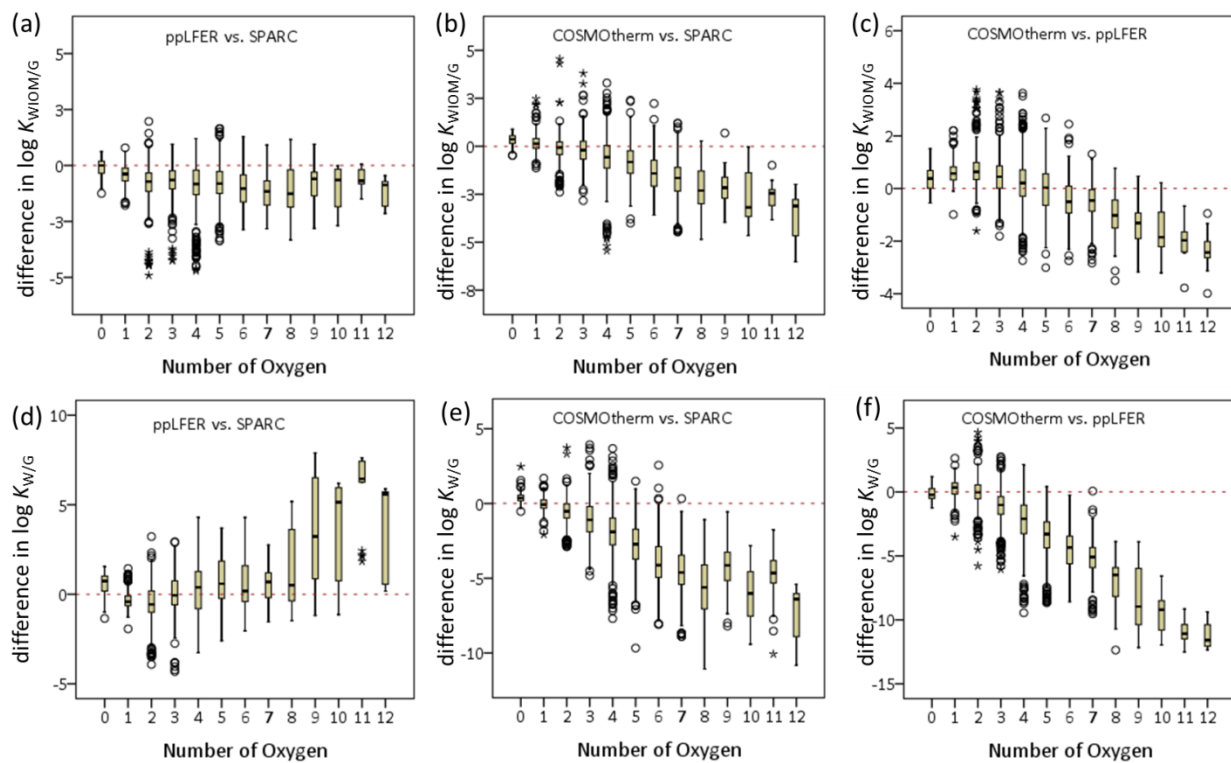 (a)
ppLFER vs. SPARC
difference in log KWIOM/G
5
3
0
-3
-5
0 1 2 3 4 5 6 7 8 9 10 11 12
Number of Oxygen
(b)
COSMOtherm vs. SPARC
difference in log KWIOM/G
5
3
0
-3
-5
-8
0 1 2 3 4 5 6 7 8 9 10 11 12
Number of Oxygen
(c)
COSMOtherm vs. ppLFER
difference in log KWIOM/G
6
4
2
0
-2
-4
0 1 2 3 4 5 6 7 8 9 10 11 12
Number of Oxygen
(d)
ppLFER vs. SPARC
difference in log KW/G
10
5
0
-5
0 1 2 3 4 5 6 7 8 9 10 11 12
Number of Oxygen
(e)
COSMOtherm vs. SPARC
difference in log KW/G
5
0
-5
-10
0 1 2 3 4 5 6 7 8 9 10 11 12
Number of Oxygen
(f)
COSMOtherm vs. ppLFER
difference in log KW/G
5
0
-5
-10
-15
0 1 2 3 4 5 6 7 8 9 10 11 12
Number of Oxygen